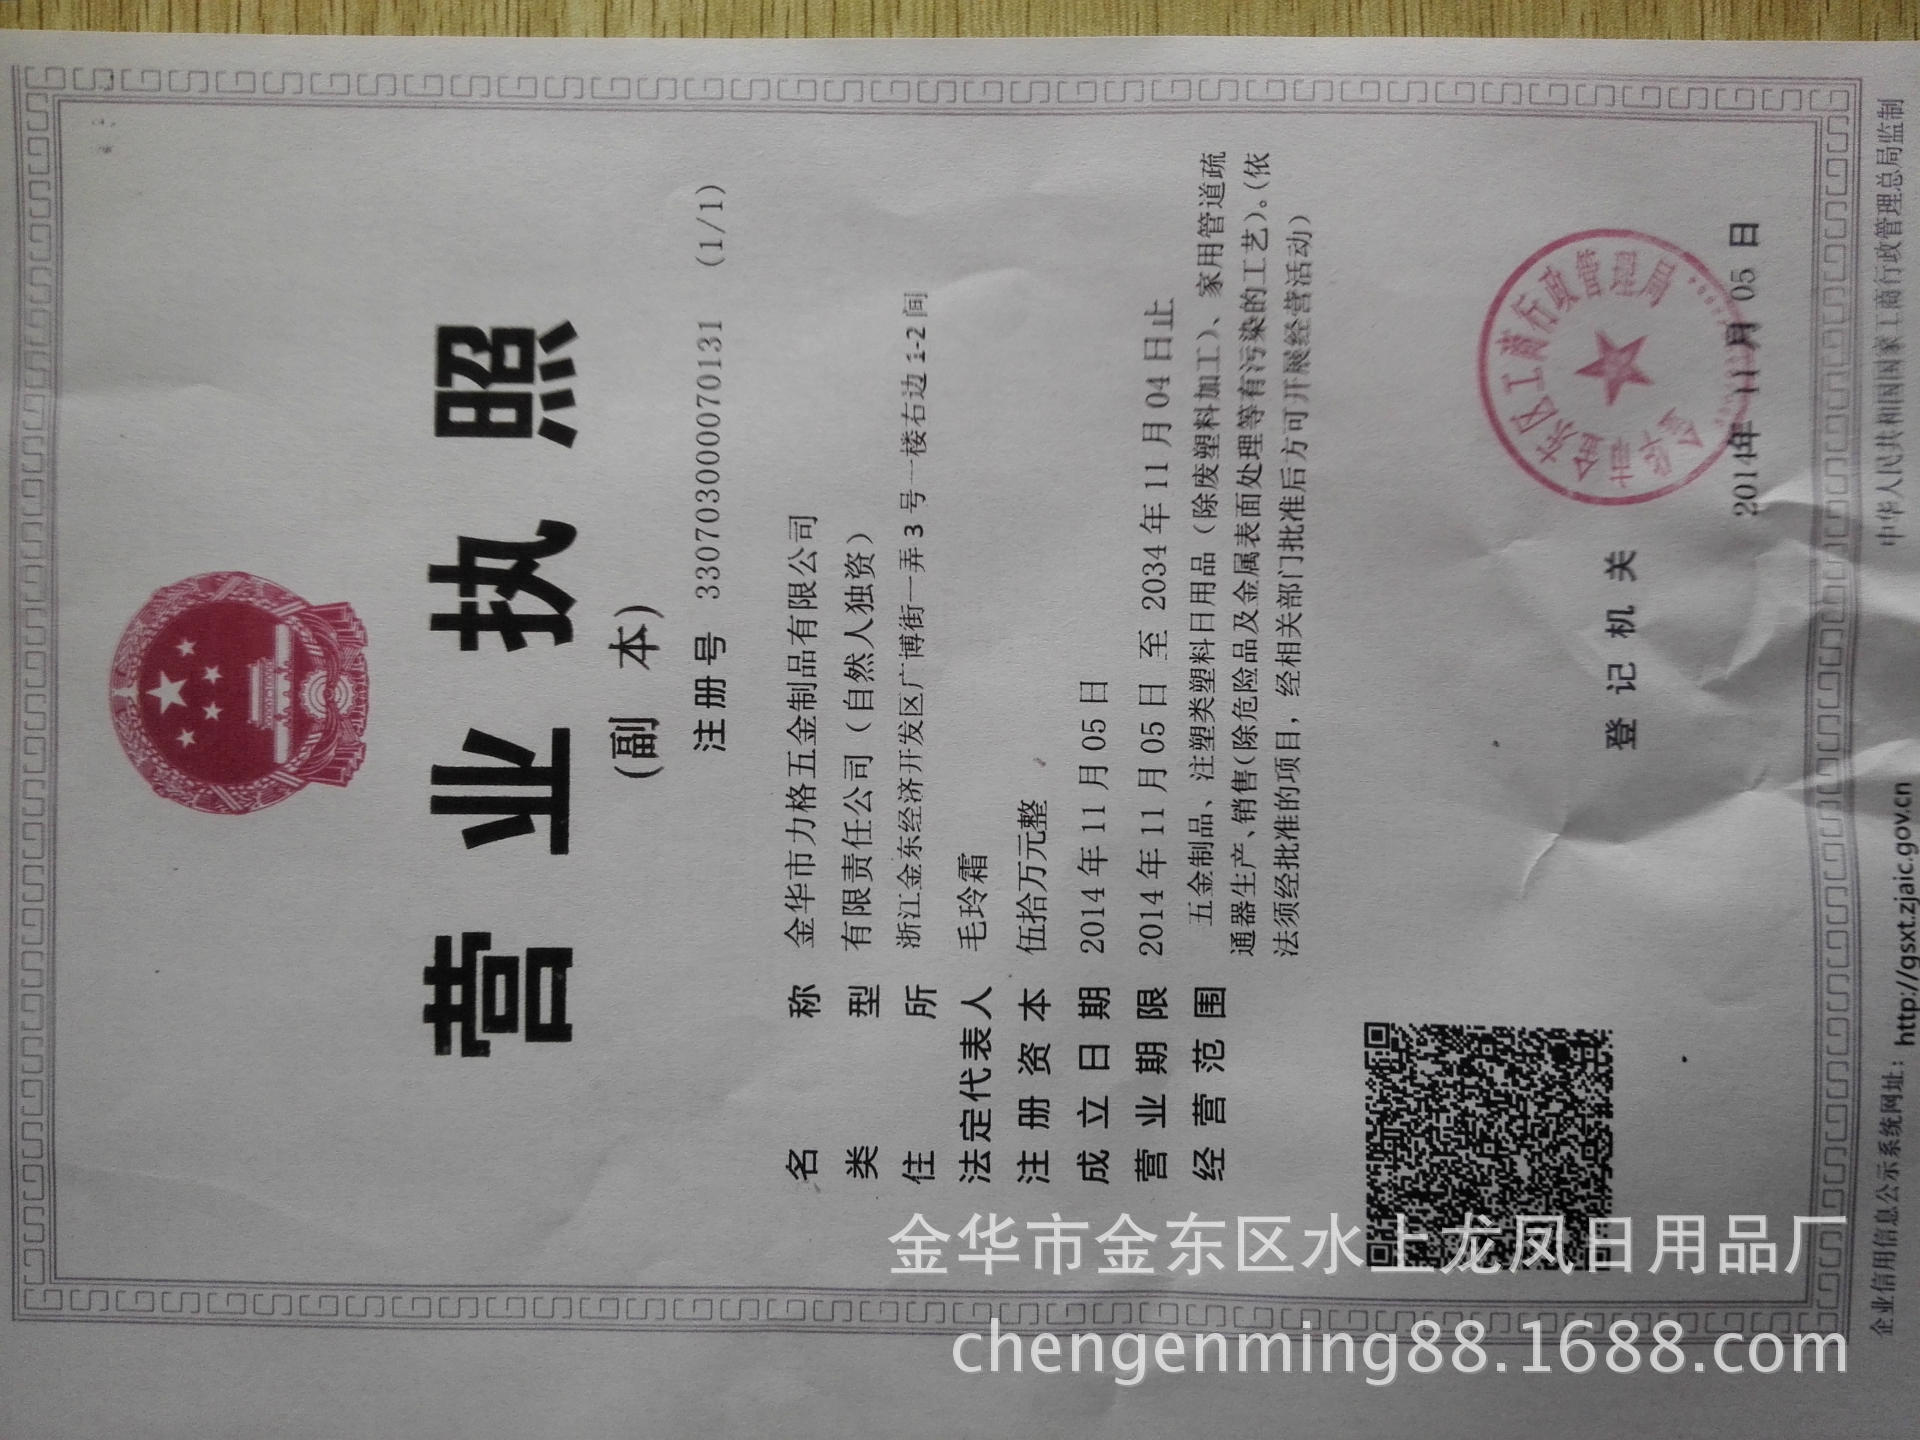 营业执照
(副 本)
注册号 330703000070131 (1/1)
名 称 金华市力格五金制品有限公司
类 型 有限责任公司（自然人独资）
住 所 浙江金东经济开发区广博街一弄3号一楼右边1-2间
法定代表人 毛玲霜
注册资本 伍拾万元整
成立日期 2014年11月05日
营业期限 2014年11月05日 至 2034年11月04日止
经营范围 五金制品、注塑类塑料日用品（除废塑料加工）、家用管道疏
通器生产、销售(除危险品及金属表面处理等有污染的工艺)。(依
法须经批准的项目，经相关部门批准后方可开展经营活动)
登记机关
2014年11月05日
企业信用信息公示系统网址：http://gsxt.zjaic.gov.cn
中华人民共和国国家工商行政管理总局监制
金华市金东区水上龙凤日用品厂
chengenming88.1688.com